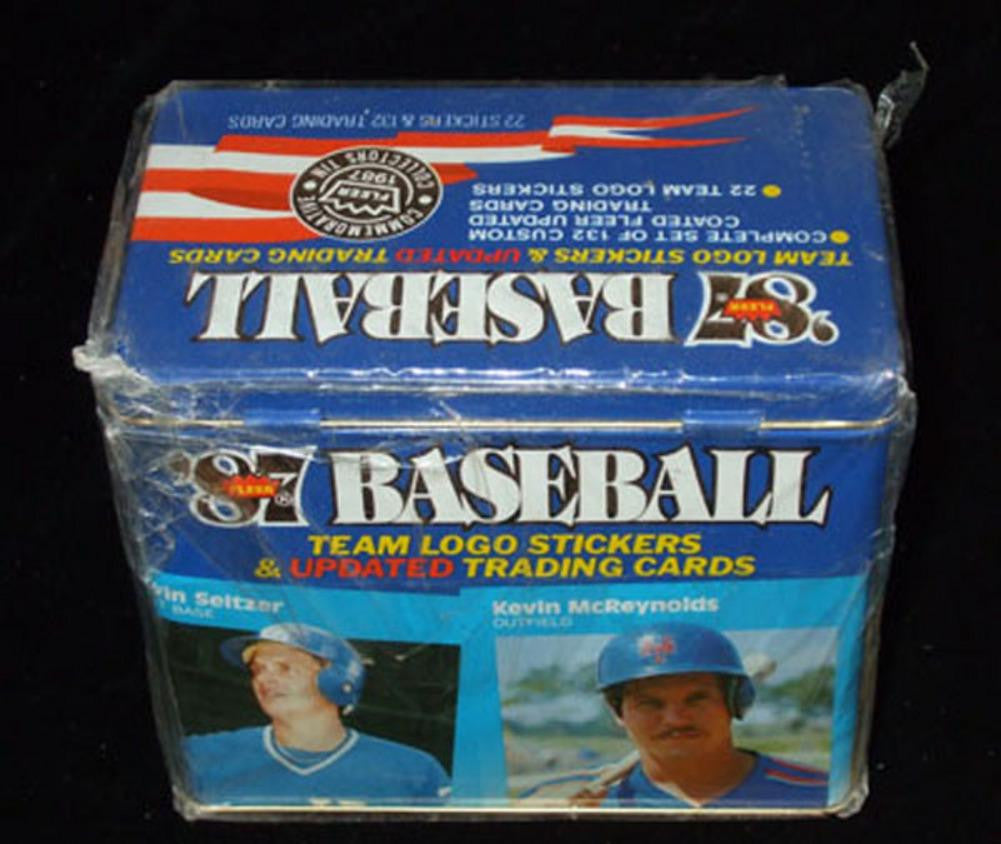 22 STICKERS & 132 TRADING CARDS
COMMEMORATIVE
COLLECTORS TIN
FLEER
1987
'87 BASEBALL
FLEER
TEAM LOGO STICKERS & UPDATED TRADING CARDS
COMPLETE SET OF 132 CUSTOM
COATED FLEER UPDATED
TRADING CARDS
22 TEAM LOGO STICKERS
'87 BASEBALL
FLEER
TEAM LOGO STICKERS
& UPDATED TRADING CARDS
vin Seitzer
T BASE
Kevin McReynolds
OUTFIELD